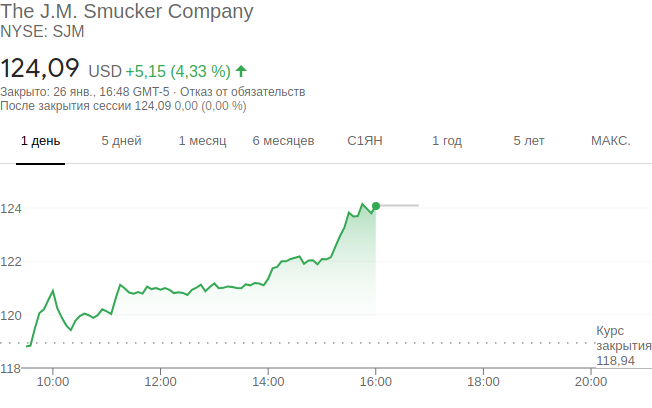 The J.M. Smucker Company
NYSE: SJM
124,09 USD +5,15 (4,33 %)
Закрыто: 26 янв., 16:48 GMT-5 · Отказ от обязательств
После закрытия сессии 124,09 0,00 (0,00 %)
1 день 5 дней 1 месяц 6 месяцев С1ЯН 1 год 5 лет МАКС.
124
122
120
Курс
закрытия
118,94
118
10:00 12:00 14:00 16:00 18:00 20:00